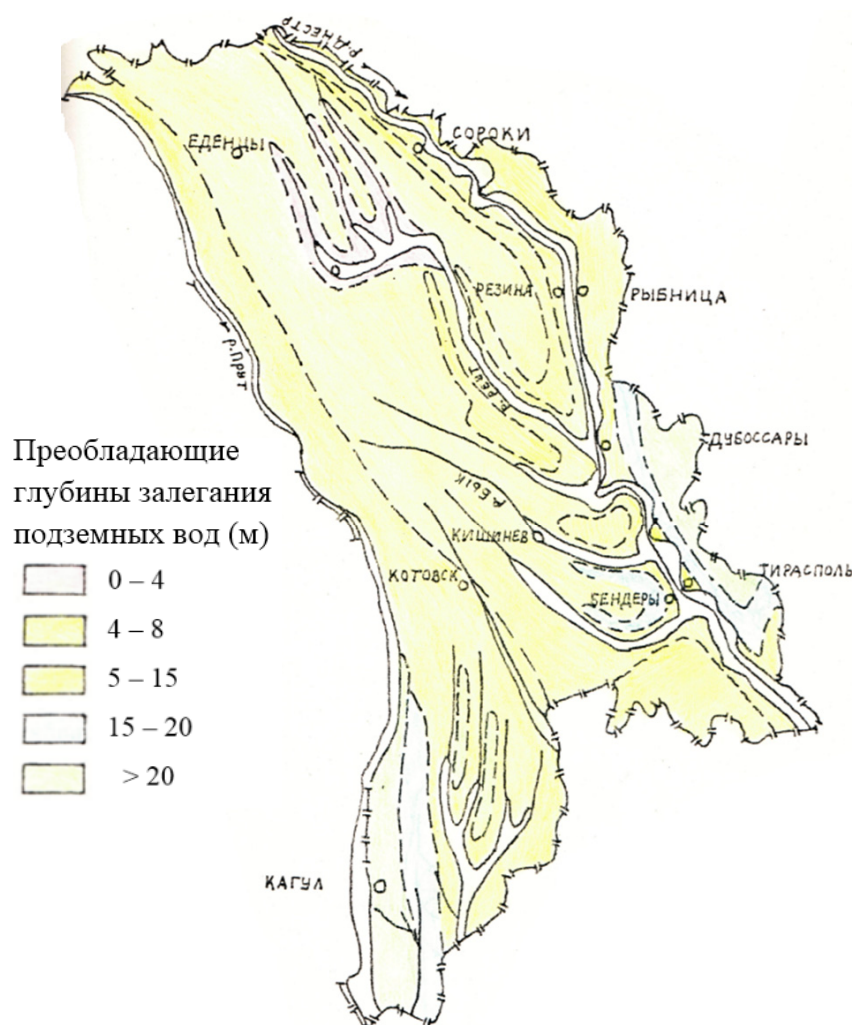 р. ДНЕСТР
СОРОКИ
ЕДЕНЦЫ
РЕЗИНА
РЫБНИЦА
р. Прут
р. РЕУТ
ДУБОССАРЫ
Преобладающие
глубины залегания
подземных вод (м)
р. БЫК
КИШИНЕВ
КОТОВСК
БЕНДЕРЫ
ТИРАСПОЛЬ
0 – 4
4 – 8
5 – 15
15 – 20
> 20
КАГУЛ